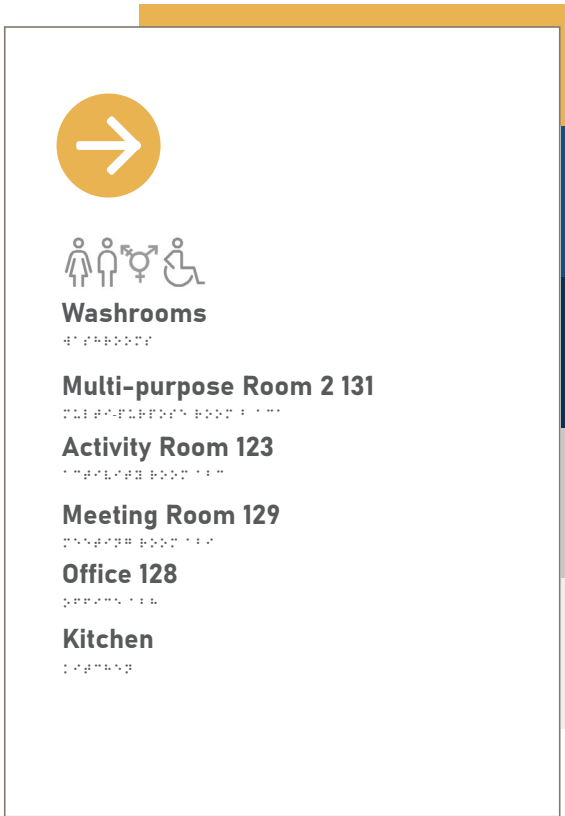 Washrooms
⠺⠁⠎⠓⠗⠕⠕⠍⠎
Multi-purpose Room 2 131
⠍⠥⠇⠞⠊⠤⠏⠥⠗⠏⠕⠎⠑ ⠗⠕⠕⠍ ⠃ ⠁⠉⠁
Activity Room 123
⠁⠉⠞⠊⠧⠊⠞⠽ ⠗⠕⠕⠍ ⠁⠃⠉
Meeting Room 129
⠍⠑⠑⠞⠊⠝⠛ ⠗⠕⠕⠍ ⠁⠃⠊
Office 128
⠕⠋⠋⠊⠉⠑ ⠁⠃⠓
Kitchen
⠅⠊⠞⠉⠓⠑⠝